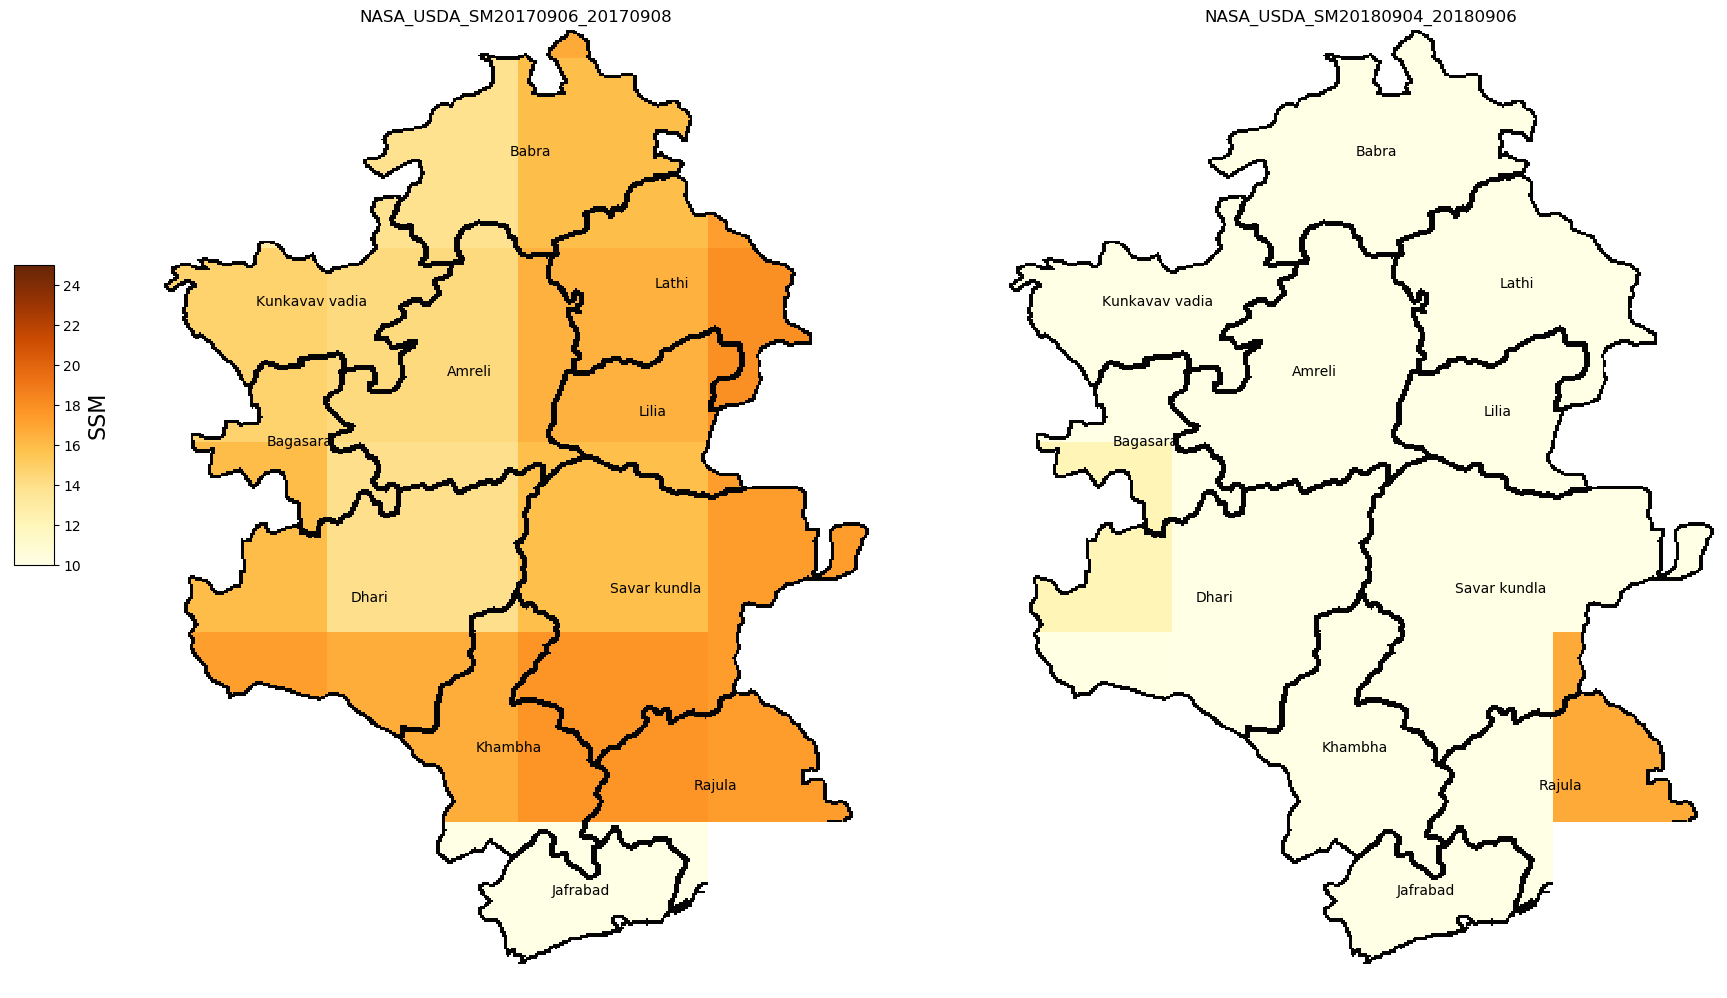 NASA_USDA_SM20170906_20170908
NASA_USDA_SM20180904_20180906
24
22
20
18
16
14
12
10
SSM
Babra
Lathi
Kunkavav vadia
Amreli
Lilia
Bagasara
Dhari
Savar kundla
Khambha
Rajula
Jafrabad
Babra
Lathi
Kunkavav vadia
Amreli
Lilia
Bagasara
Dhari
Savar kundla
Khambha
Rajula
Jafrabad